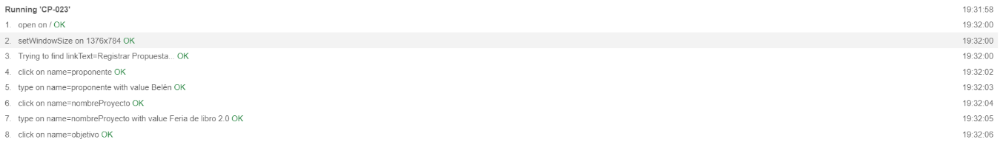 Running 'CP-023' 19:31:58
1. open on / OK 19:32:00
2. setWindowSize on 1376x784 OK 19:32:00
3. Trying to find linkText=Registrar Propuesta... OK 19:32:00
4. click on name=proponente OK 19:32:02
5. type on name=proponente with value Belén OK 19:32:03
6. click on name=nombreProyecto OK 19:32:04
7. type on name=nombreProyecto with value Feria de libro 2.0 OK 19:32:05
8. click on name=objetivo OK 19:32:06